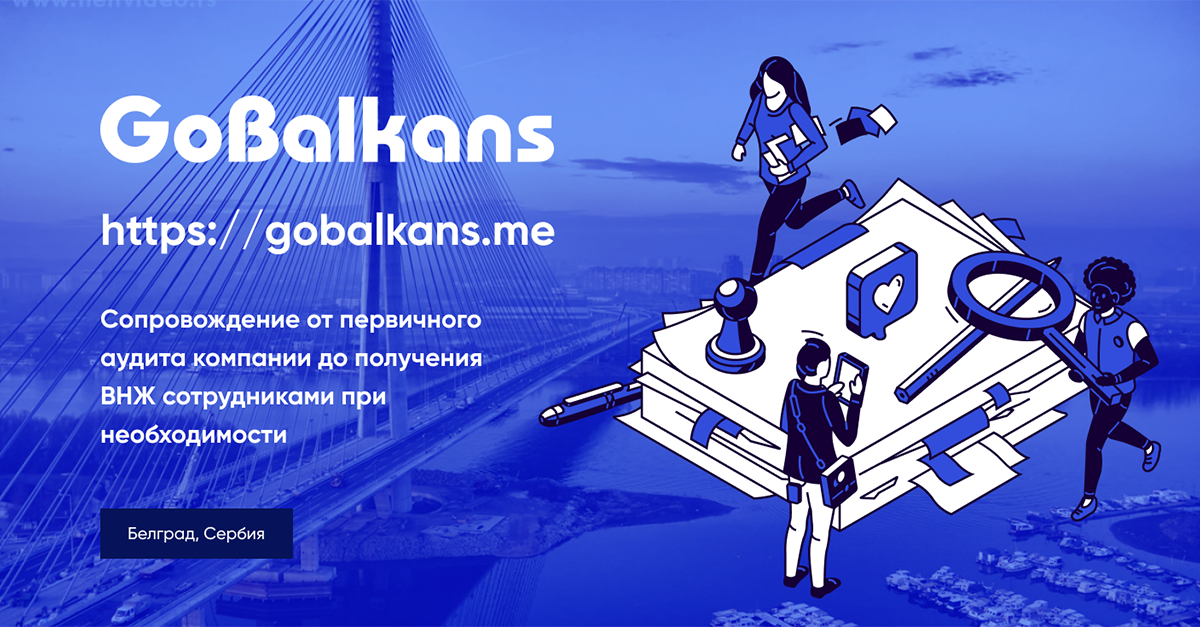 GoBalkans
https://gobalkans.me
Сопровождение от первичного
аудита компании до получения
ВНЖ сотрудниками при
необходимости
Белград, Сербия